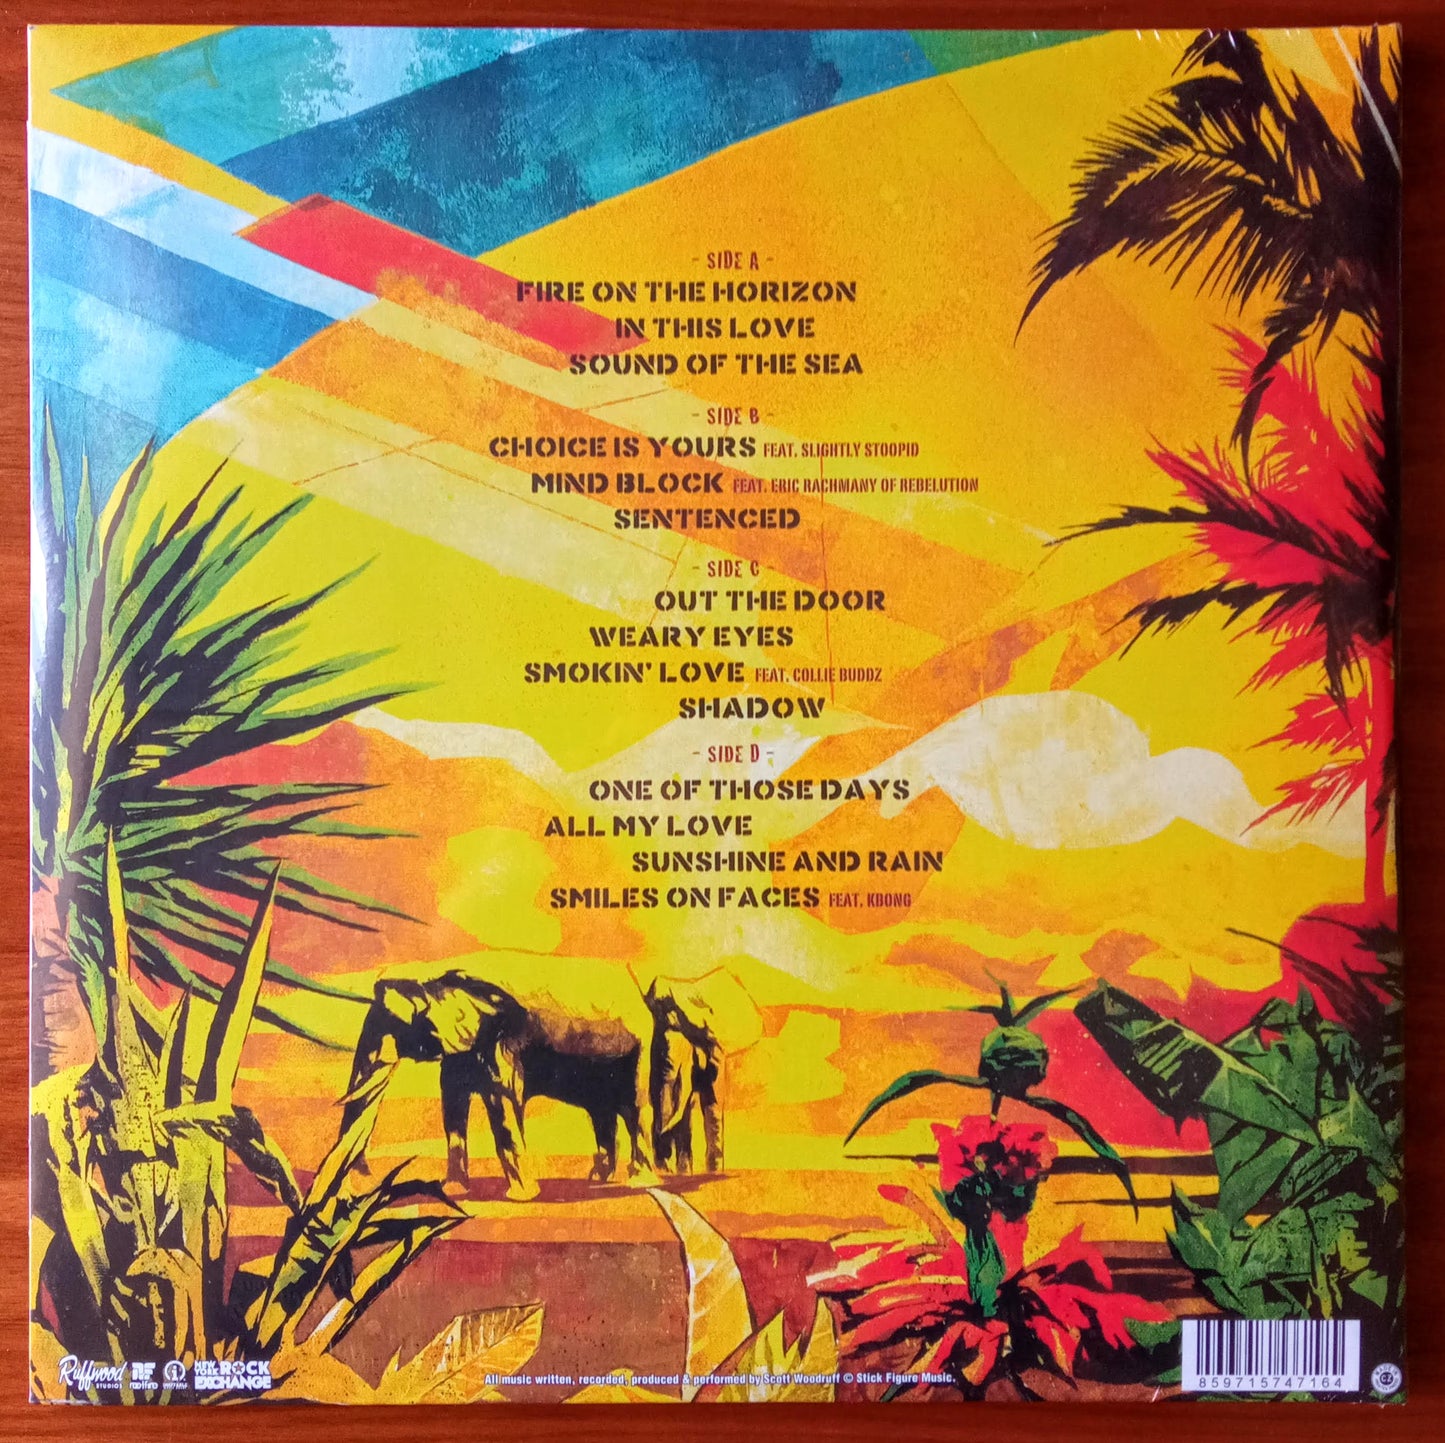 - SIDE A -
FIRE ON THE HORIZON
IN THIS LOVE
SOUND OF THE SEA
- SIDE B -
CHOICE IS YOURS FEAT. SLIGHTLY STOOPID
MIND BLOCK FEAT. ERIC RACHMANY OF REBELUTION
SENTENCED
- SIDE C -
OUT THE DOOR
WEARY EYES
SMOKIN' LOVE FEAT. COLLIE BUDDZ
SHADOW
- SIDE D -
ONE OF THOSE DAYS
ALL MY LOVE
SUNSHINE AND RAIN
SMILES ON FACES FEAT. KBONG
Ruffwood
STUDIOS
NEW YORK ROCK
EXCHANGE
All music written, recorded, produced & performed by Scott Woodruff © Stick Figure Music.
859715747164
CZ